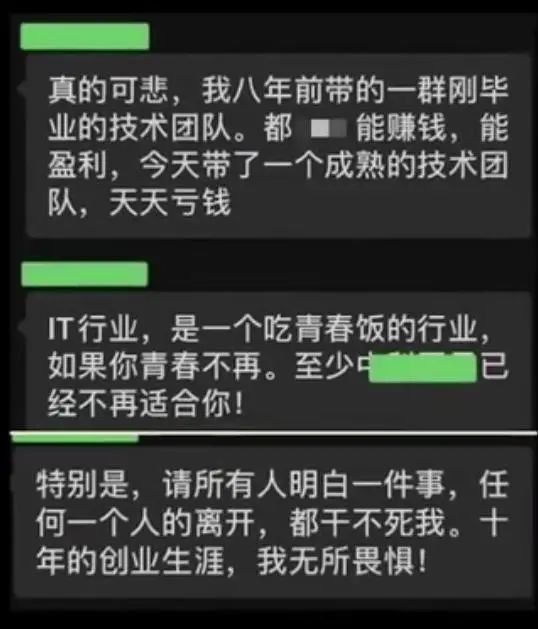 真的可悲，我八年前带的一群刚毕
业的技术团队。都 能赚钱，能
盈利，今天带了一个成熟的技术团
队，天天亏钱
IT行业，是一个吃青春饭的行业，
如果你青春不再。至少 已
经不再适合你！
特别是，请所有人明白一件事，任
何一个人的离开，都干不死我。十
年的创业生涯，我无所畏惧！